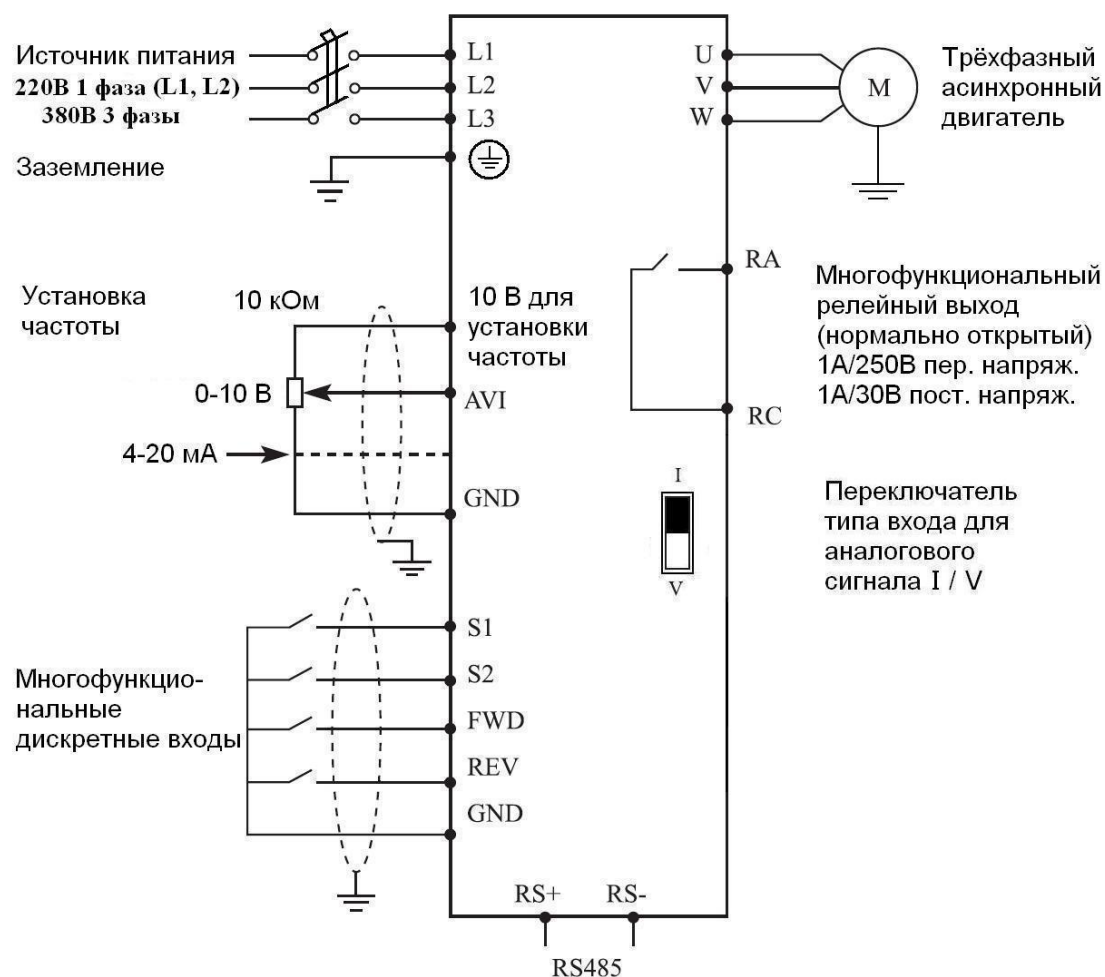 Источник питания
220В 1 фаза (L1, L2)
380В 3 фазы
Заземление
L1
L2
L3
U
V
W
M
Трёхфазный
асинхронный
двигатель
Установка
частоты
10 кОм
0-10 В
4-20 мА
10 В для
установки
частоты
AVI
GND
RA
RC
Многофункциональный
релейный выход
(нормально открытый)
1А/250В пер. напряж.
1А/30В пост. напряж.
I
V
Переключатель
типа входа для
аналогового
сигнала I / V
Многофункцио-
нальные
дискретные входы
S1
S2
FWD
REV
GND
RS+ RS-
RS485